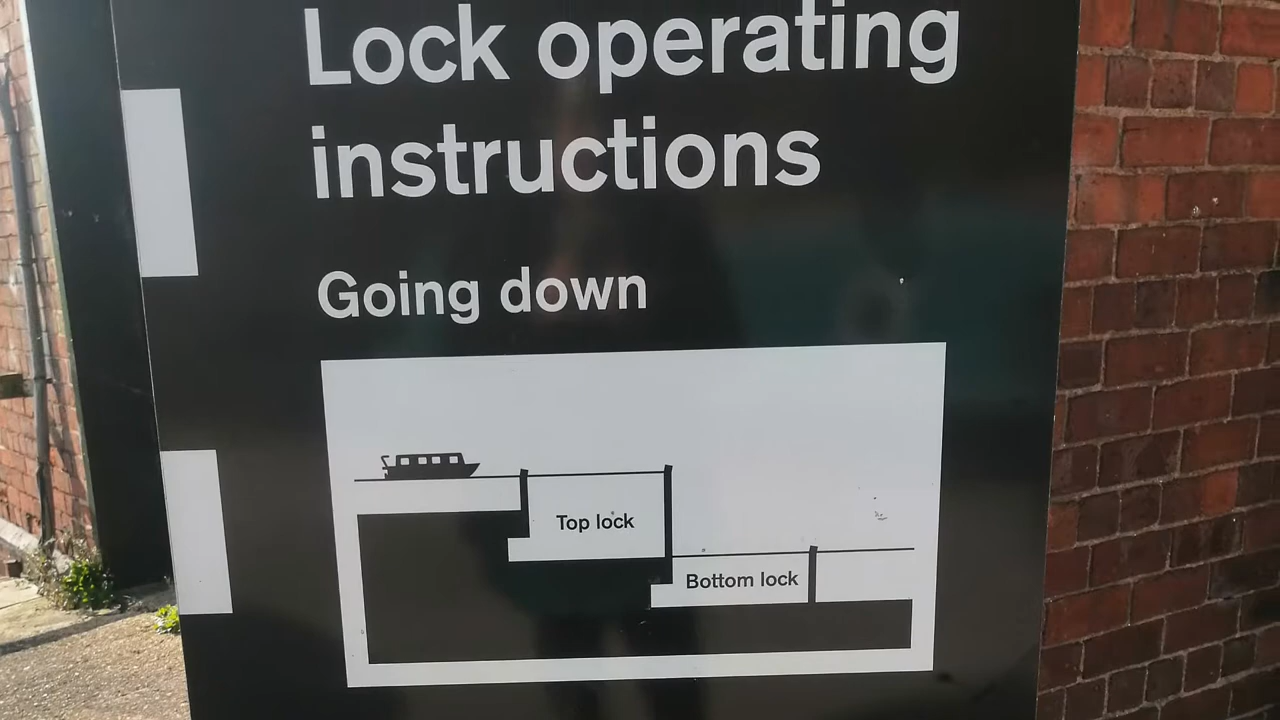 Lock operating
instructions
Going down
Top lock
Bottom lock